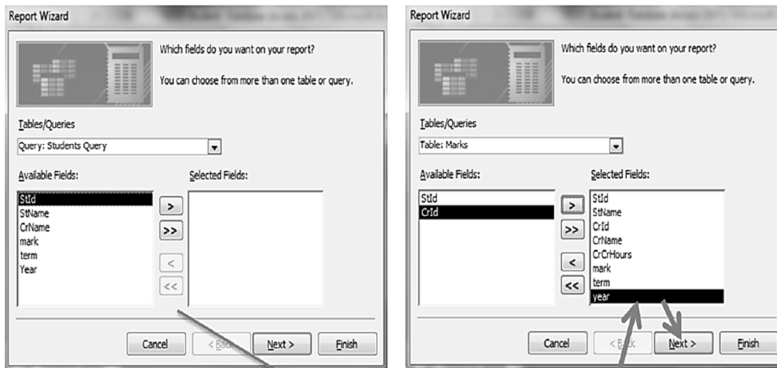 Report Wizard
Which fields do you want on your report?
You can choose from more than one table or query.
Tables/Queries
Query: Students Query
Available Fields:
Selected Fields:
StId
StName
CrName
mark
term
Year
>
>>
<
<<
Cancel
< Back
Next >
Finish
Report Wizard
Which fields do you want on your report?
You can choose from more than one table or query.
Tables/Queries
Table: Marks
Available Fields:
Selected Fields:
StId
CrId
>
>>
<
<<
StId
StName
CrId
CrName
CrCrHours
mark
term
year
Cancel
< Back
Next >
Finish